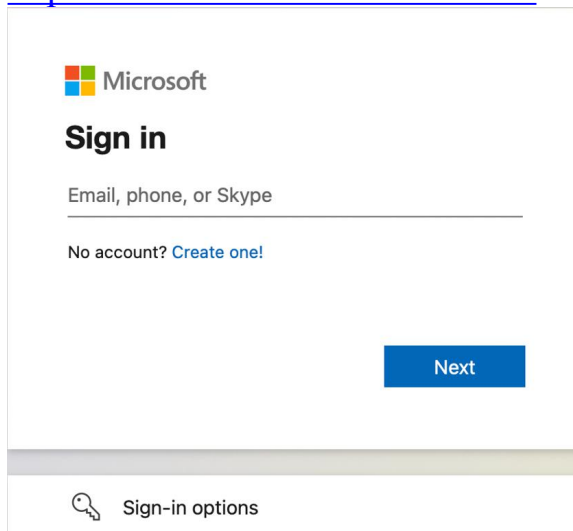 Microsoft
Sign in
Email, phone, or Skype
No account? Create one!
Next
Sign-in options